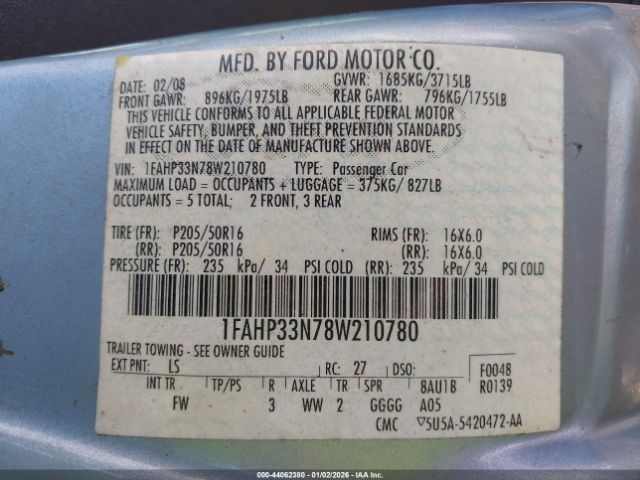 MFD. BY FORD MOTOR CO.
DATE: 02/08 GVWR: 1685KG/3715LB
FRONT GAWR: 896KG/1975LB REAR GAWR: 796KG/1755LB
THIS VEHICLE CONFORMS TO ALL APPLICABLE FEDERAL MOTOR
VEHICLE SAFETY, BUMPER, AND THEFT PREVENTION STANDARDS
IN EFFECT ON THE DATE OF MANUFACTURE SHOWN ABOVE.
VIN: 1FAHP33N78W210780 TYPE: Passenger Car
MAXIMUM LOAD = OCCUPANTS + LUGGAGE = 375KG/ 827LB
OCCUPANTS = 5 TOTAL; 2 FRONT, 3 REAR
TIRE (FR): P205/50R16 RIMS (FR): 16X6.0
(RR): P205/50R16 (RR): 16X6.0
PRESSURE (FR): 235 kPa/ 34 PSI COLD (RR): 235 kPa/ 34 PSI COLD
1FAHP33N78W210780
TRAILER TOWING - SEE OWNER GUIDE
EXT PNT: LS RC: 27 DSO: F0048
INT TR TP/PS R AXLE TR SPR 8AU1B R0139
FW 3 WW 2 GGGG A05
CMC ▽5U5A-5420472-AA
© - 000-44062380 - 01/02/2026 - IAA Inc.